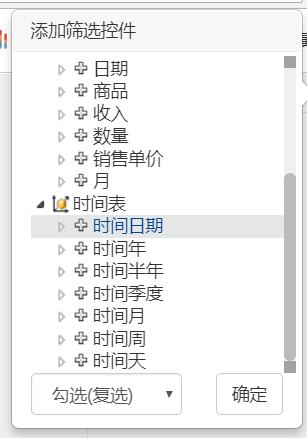 添加筛选控件
日期
商品
收入
数量
销售单价
月
时间表
时间日期
时间年
时间半年
时间季度
时间月
时间周
时间天
勾选(复选)
确定